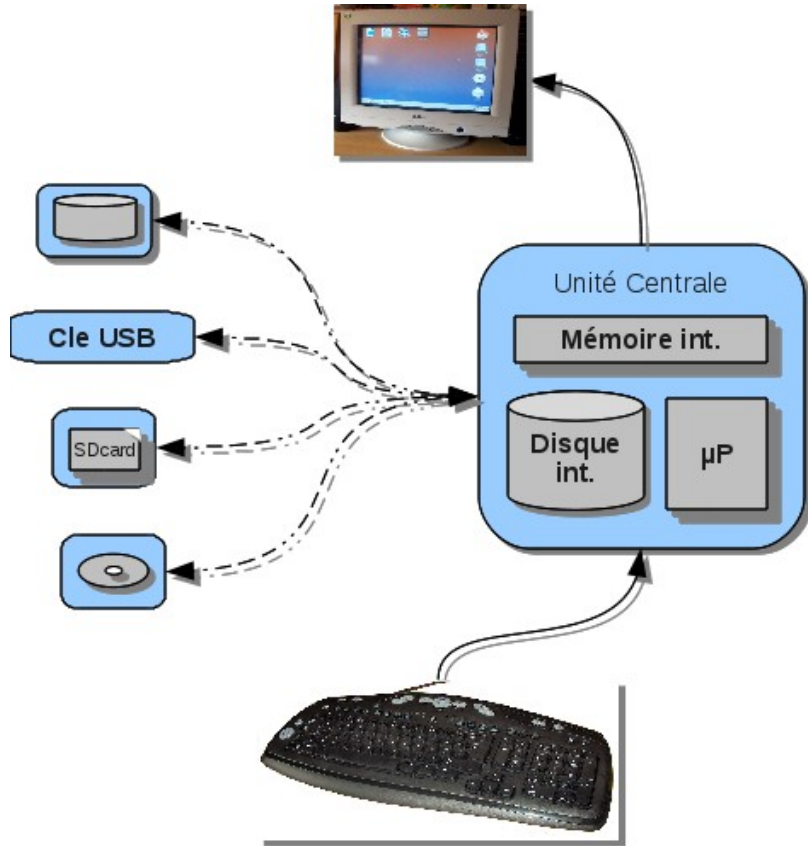 Unité Centrale
Mémoire int.
Cle USB
Disque
int.
µP
SDcard